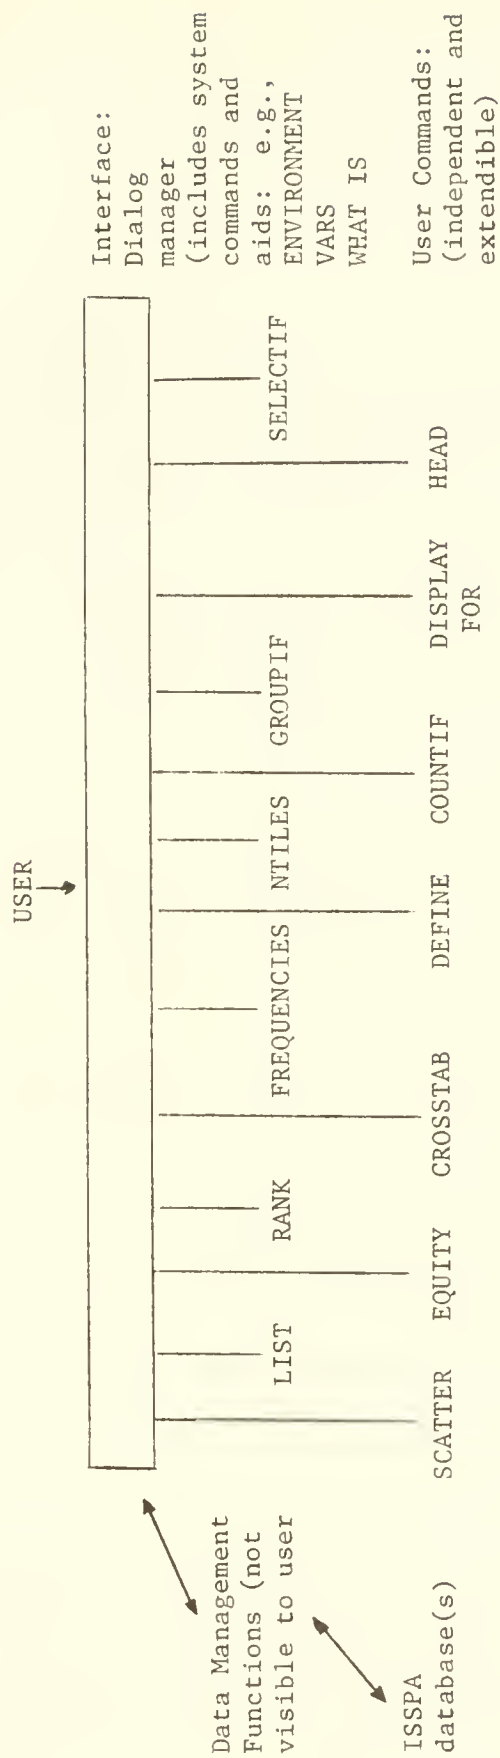 USER
Interface:
Dialog
manager
(includes system
commands and
aids: e.g.,
ENVIRONMENT
VARS
WHAT IS
User Commands:
(independent and
extendible)
LIST
RANK
FREQUENCIES
NTILES
GROUPIF
SELECTIF
SCATTER
EQUITY
CROSSTAB
DEFINE
COUNTIF
DISPLAY
FOR
HEAD
Data Management
Functions (not
visible to user
ISSPA
database(s)